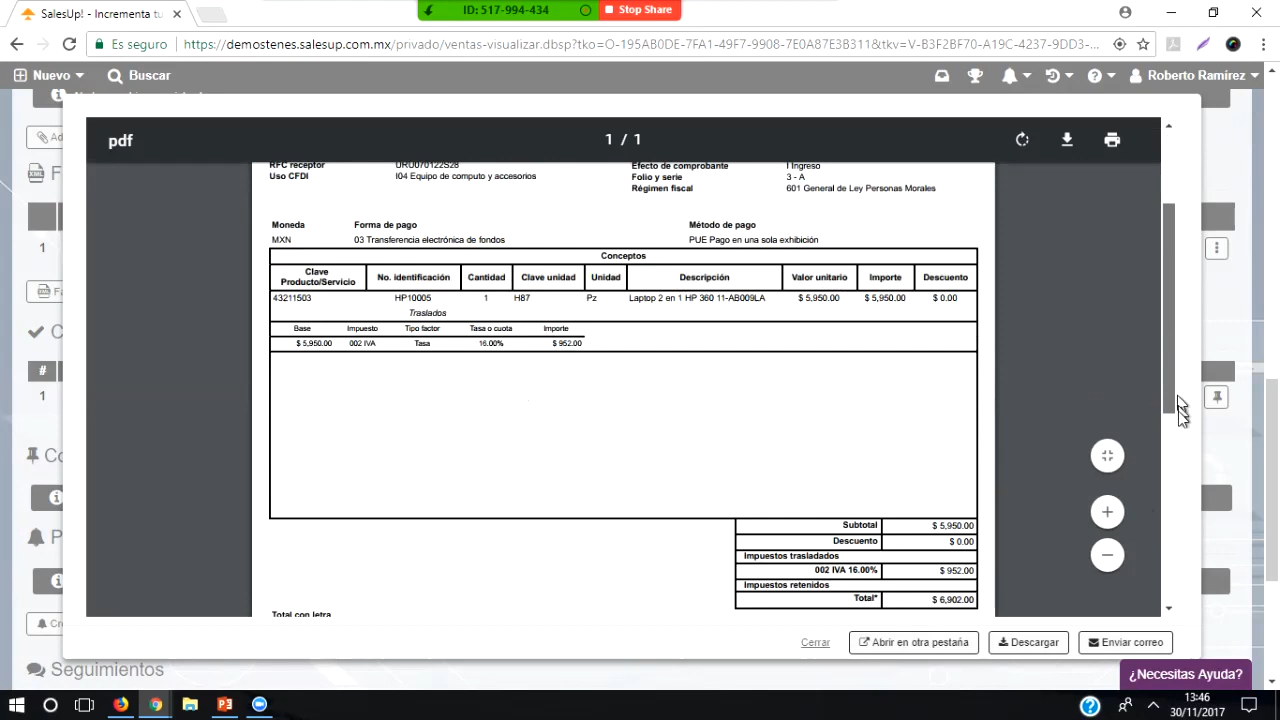 SalesUp! - Incrementa tu
ID: 517-994-434
Stop Share
Es seguro
https://demostenes.salesup.com.mx/privado/ventas-visualizar.dbsp?tko=O-195AB0DE-7FA1-49F7-9908-7E0A87E3B311&tkv=V-B3F2BF70-A19C-4237-9DD3-...
Nuevo
Buscar
Roberto Ramírez
pdf
1 / 1
RFC receptor
Efecto de comprobante
I Ingreso
Uso CFDI
I04 Equipo de computo y accesorios
Folio y serie
3 - A
Régimen fiscal
601 General de Ley Personas Morales
Moneda
Forma de pago
Método de pago
MXN
03 Transferencia electrónica de fondos
PUE Pago en una sola exhibición
Conceptos
Clave Producto/Servicio
No. identificación
Cantidad
Clave unidad
Unidad
Descripción
Valor unitario
Importe
Descuento
43211503
HP10005
1
H87
Pz
Laptop 2 en 1 HP 360 11-AB009LA
$ 5,950.00
$ 5,950.00
$ 0.00
Traslados
Base
Impuesto
Tipo factor
Tasa o cuota
Importe
$ 5,950.00
002 IVA
Tasa
16.00%
$ 952.00
Subtotal
$ 5,950.00
Descuento
$ 0.00
Impuestos trasladados
002 IVA 16.00%
$ 952.00
Impuestos retenidos
Total*
$ 6,902.00
Total con letra
Ad
F
1
Fa
C
#
1
Co
P
Cre
Cerrar
Abrir en otra pestaña
Descargar
Enviar correo
Seguimientos
¿Necesitas Ayuda?
13:46
30/11/2017